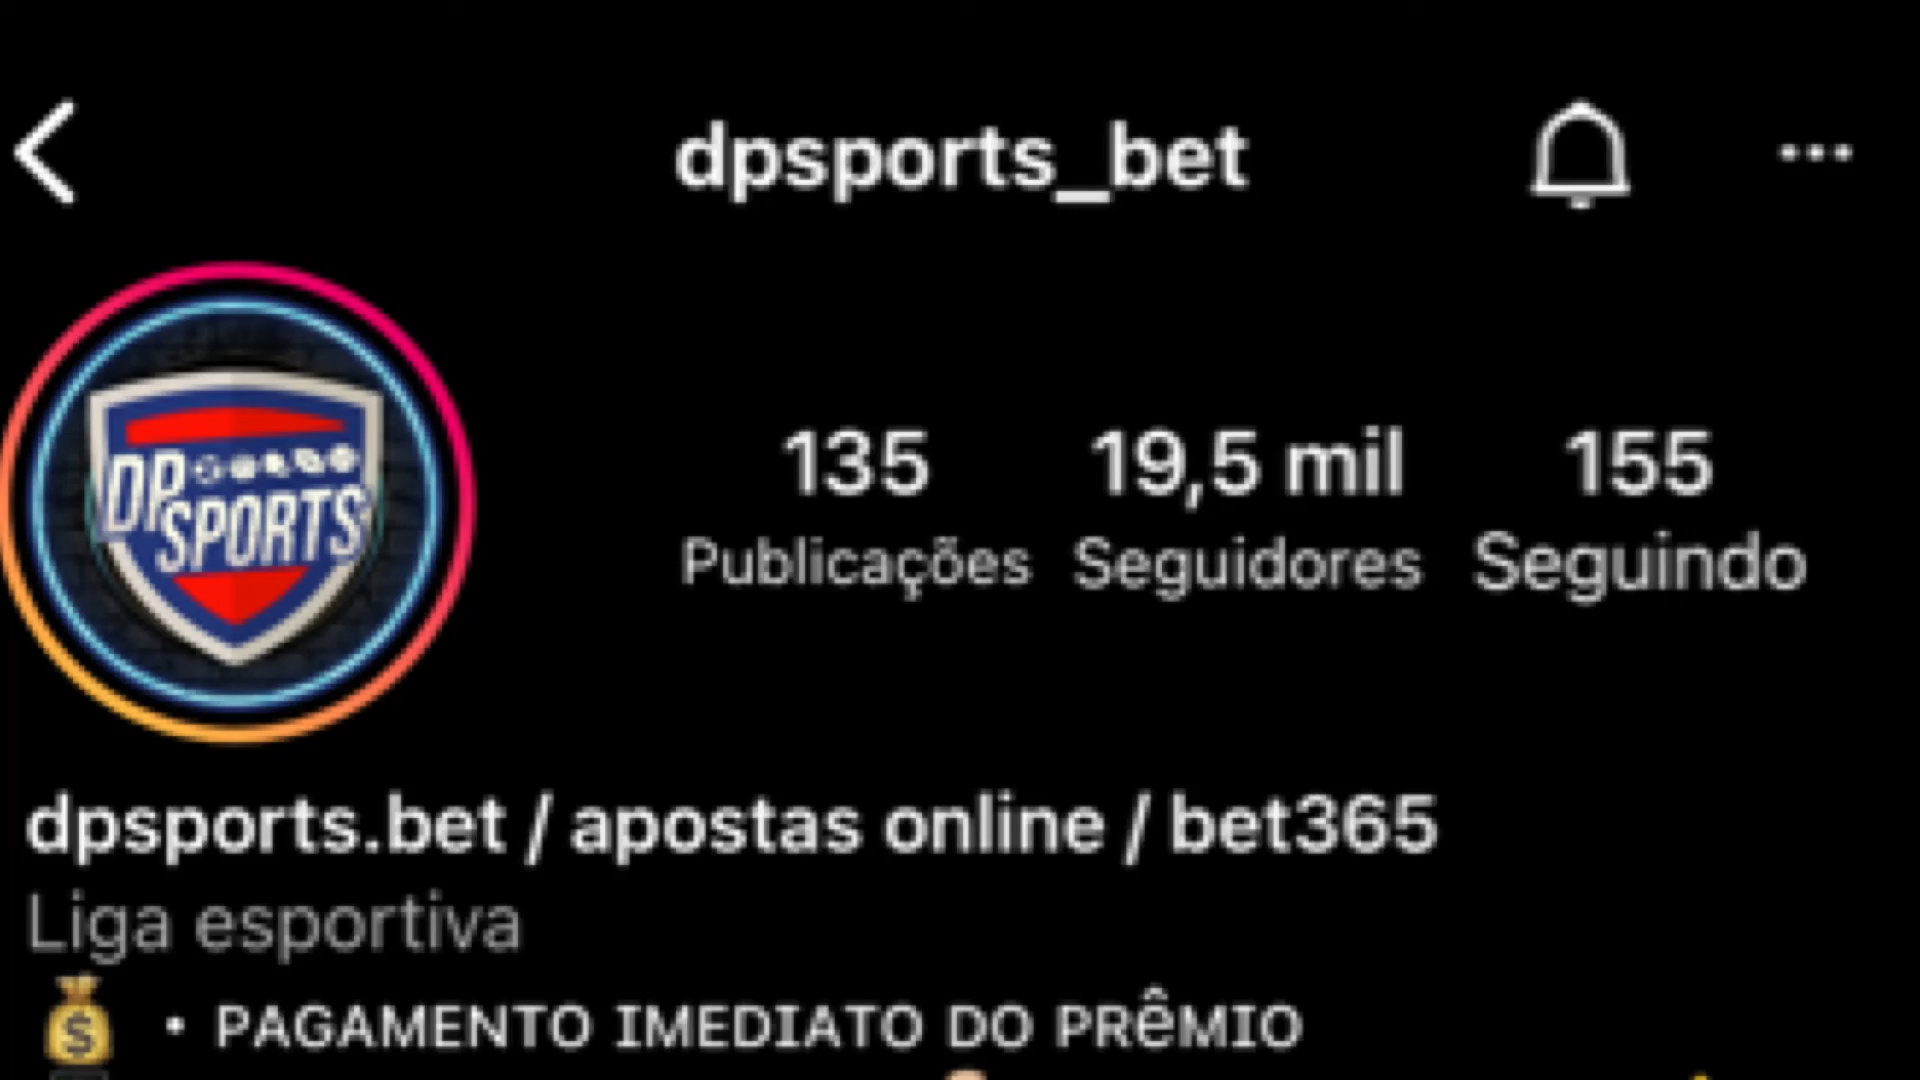 dpsports_bet
DP
SPORTS
135 19,5 mil 155
Publicações Seguidores Seguindo
dpsports.bet / apostas online / bet365
Liga esportiva
• PAGAMENTO IMEDIATO DO PRÊMIO